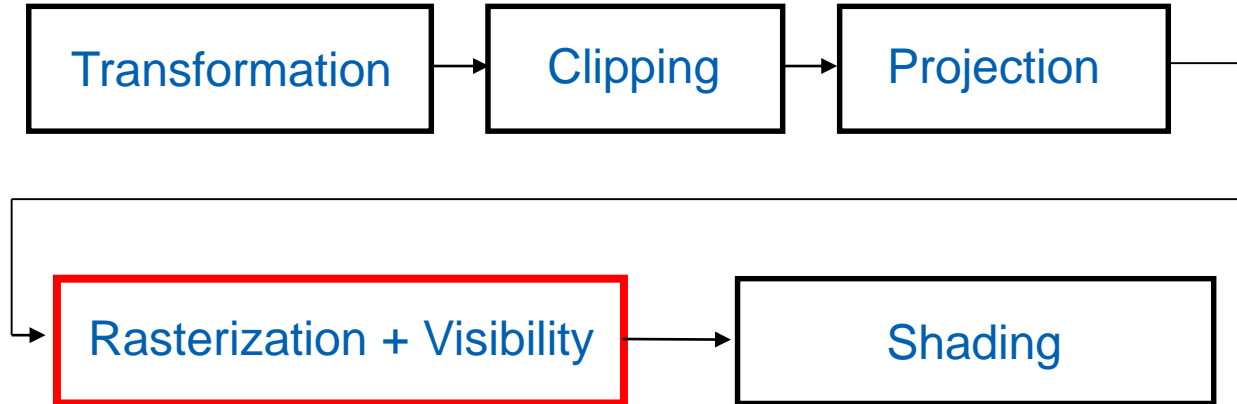 Transformation
Clipping
Projection
Rasterization + Visibility
Shading